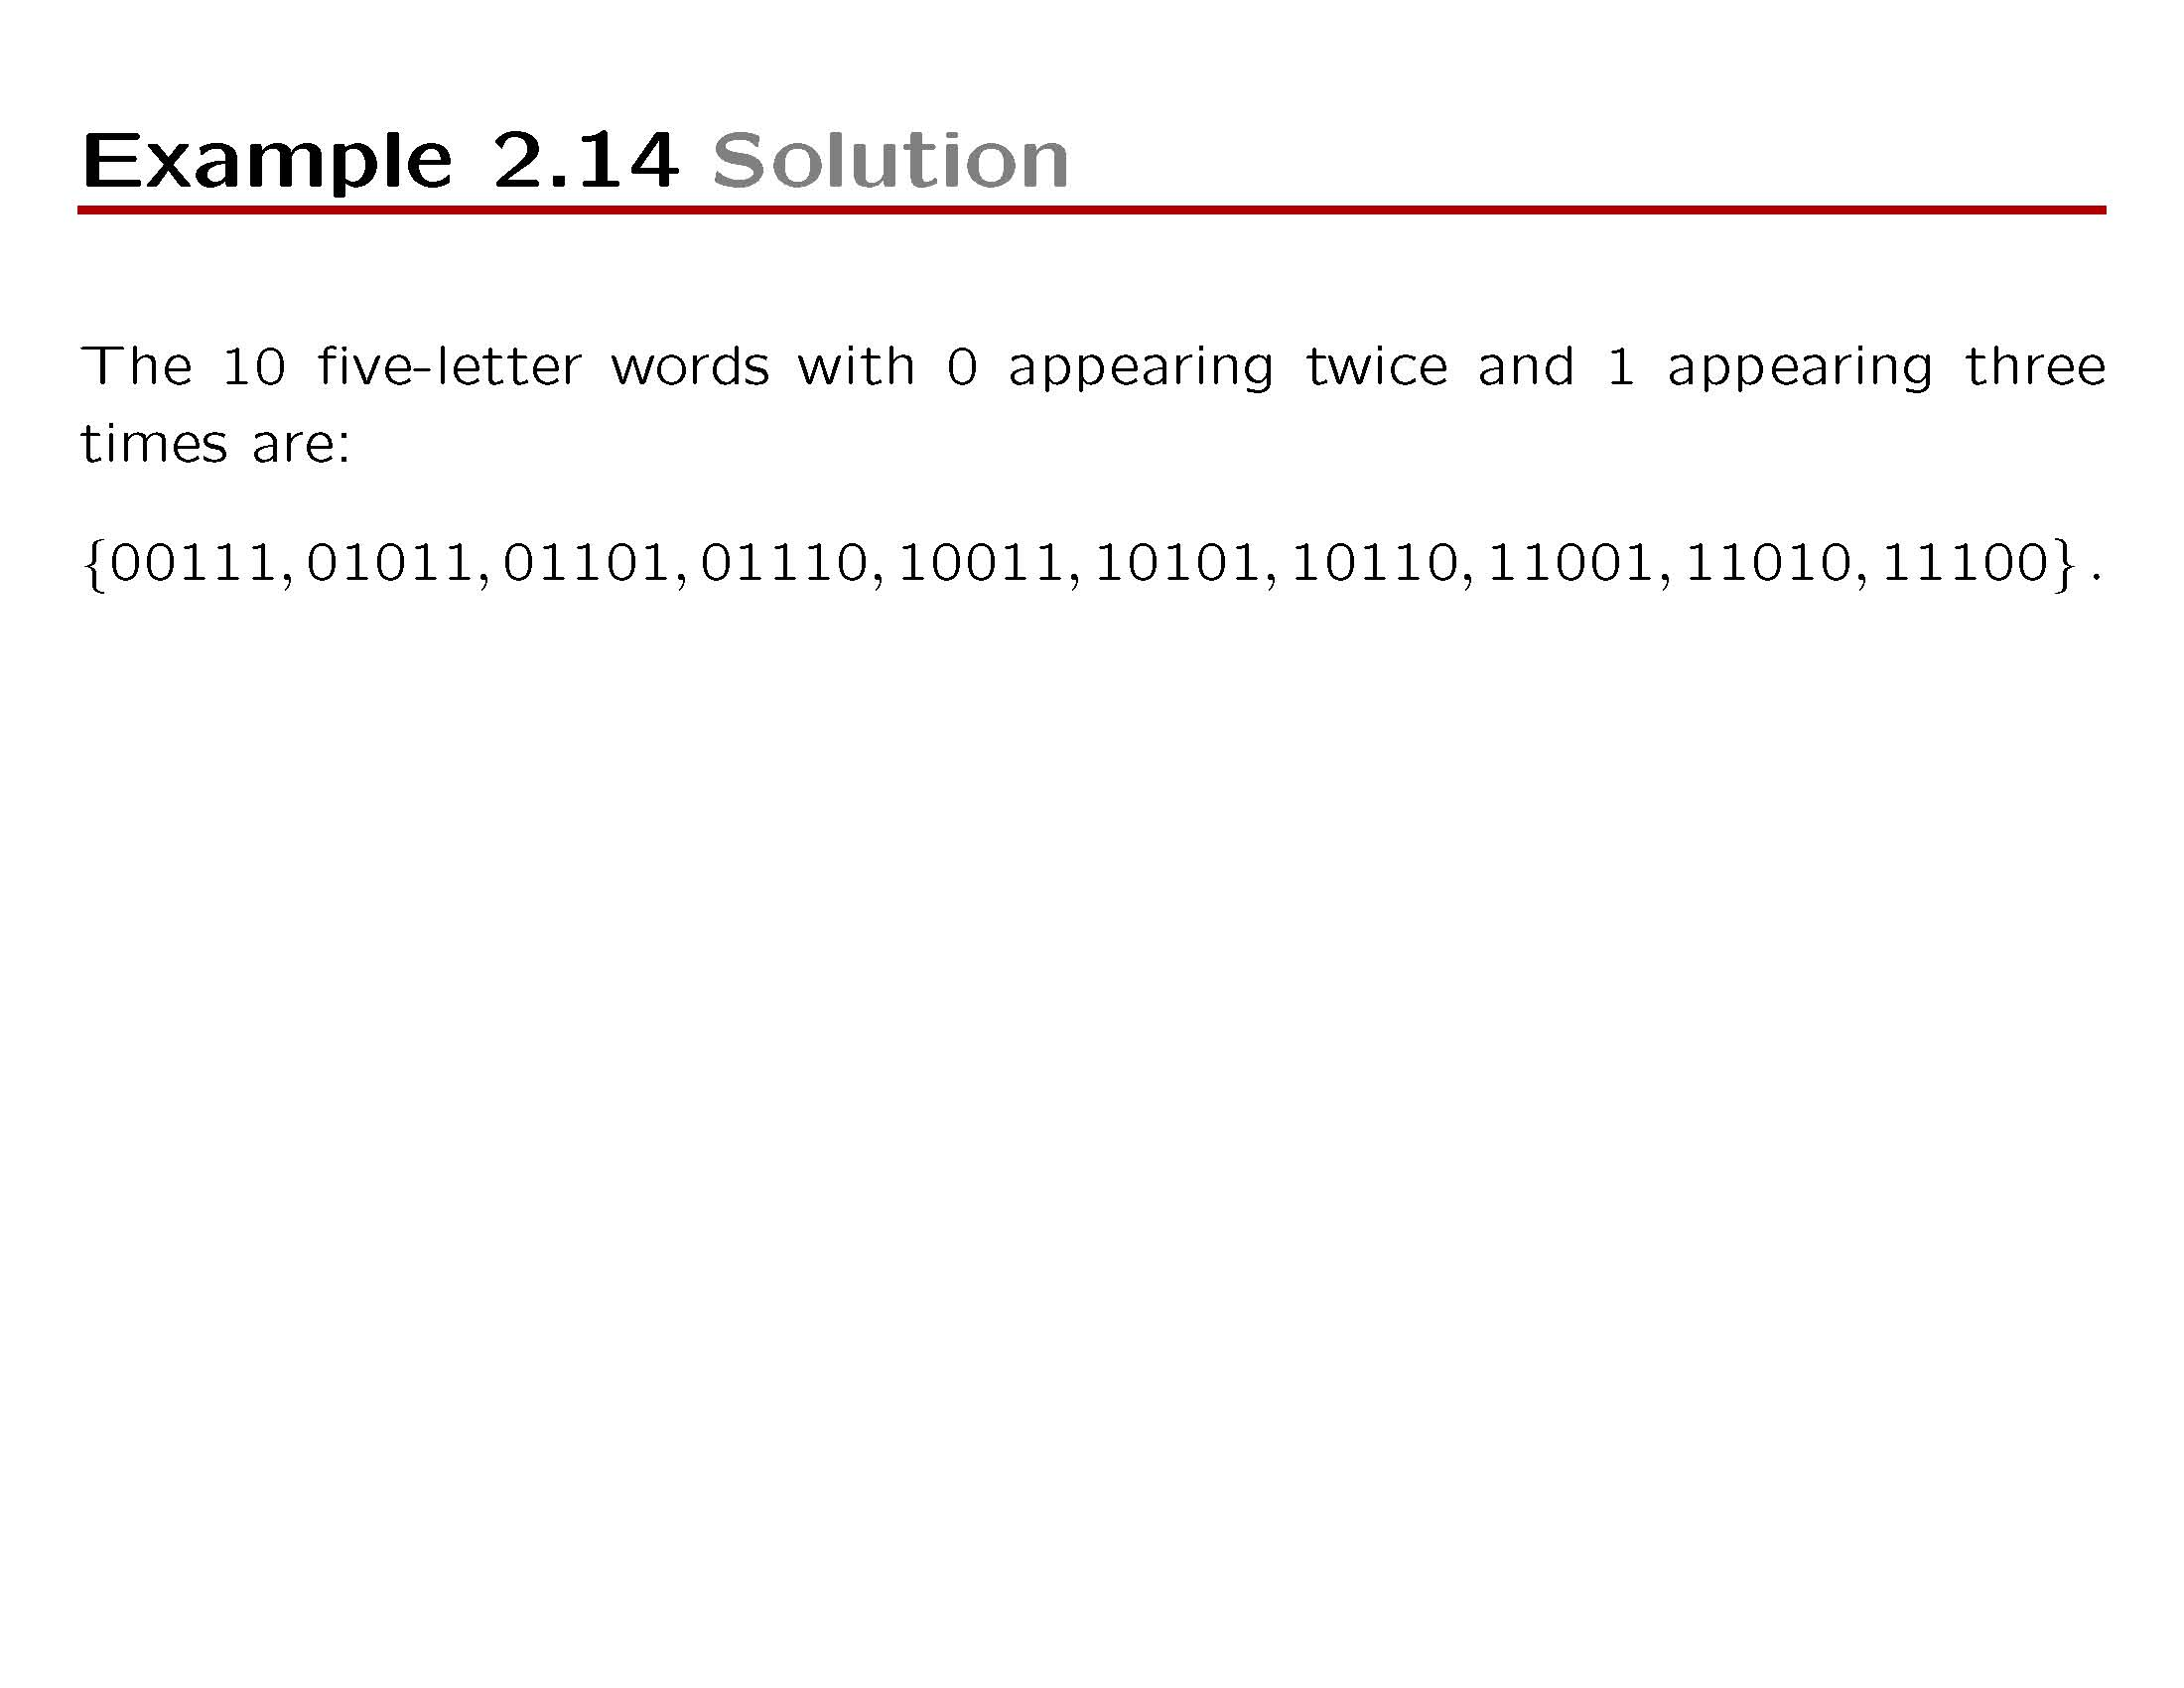 Example 2.14 Solution
The 10 five-letter words with 0 appearing twice and 1 appearing three
times are:
{00111, 01011, 01101, 01110, 10011, 10101, 10110, 11001, 11010, 11100} .